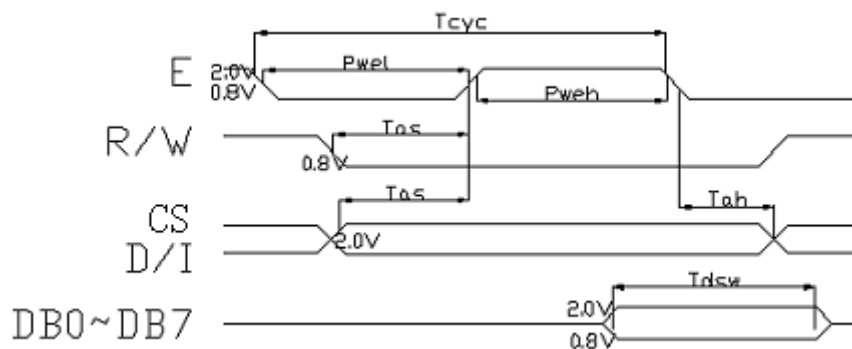 Tcyc
E
2.0V
Pwel
0.8V
Pweh
R/W
Tas
0.8V
Tas
Tah
CS
2.0V
D/I
Tdsw
2.0V
DB0~DB7
0.8V